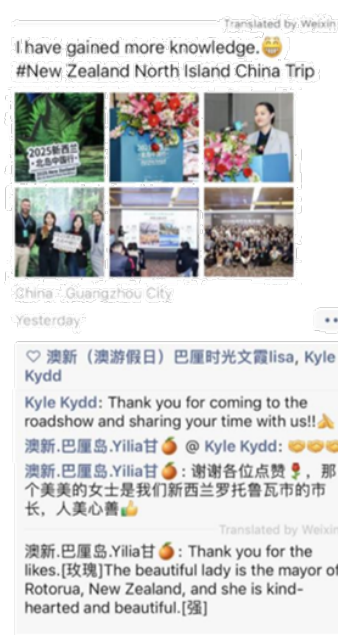 Translated by Weixin
I have gained more knowledge.😁
#New Zealand North Island China Trip
2025新西兰
北岛中国行
China · Guangzhou City
Yesterday
澳新（澳游假日）巴厘时光文霞lisa, Kyle
Kydd
Kyle Kydd: Thank you for coming to the
roadshow and sharing your time with us!!🙏
澳新.巴厘岛.Yilia甘🍊 @ Kyle Kydd: 🤝🤝🤝
澳新.巴厘岛.Yilia甘🍊: 谢谢各位点赞🌹，那
个美美的女士是我们新西兰罗托鲁瓦市的市
长，人美心善👍
Translated by Weixin
澳新.巴厘岛.Yilia甘🍊: Thank you for the
likes.[玫瑰]The beautiful lady is the mayor of
Rotorua, New Zealand, and she is kind-
hearted and beautiful.[强]